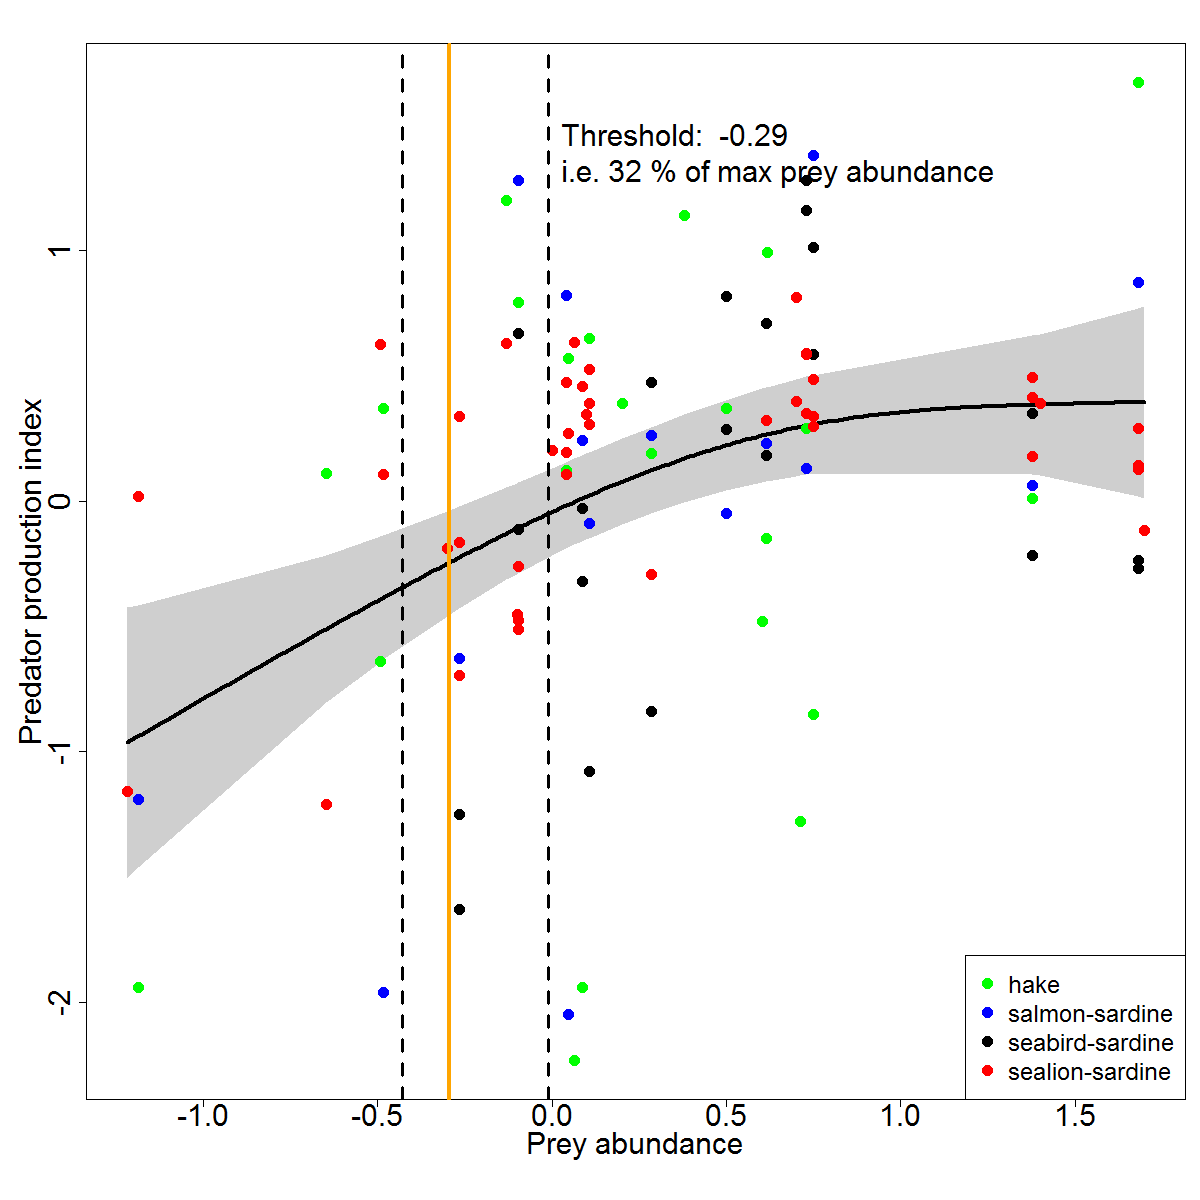 Threshold:  -0.29
i.e. 32 % of max prey abundance
Predator production index
1
0
-1
-2
hake
salmon-sardine
seabird-sardine
sealion-sardine
-1.0 -0.5 0.0 0.5 1.0 1.5
Prey abundance